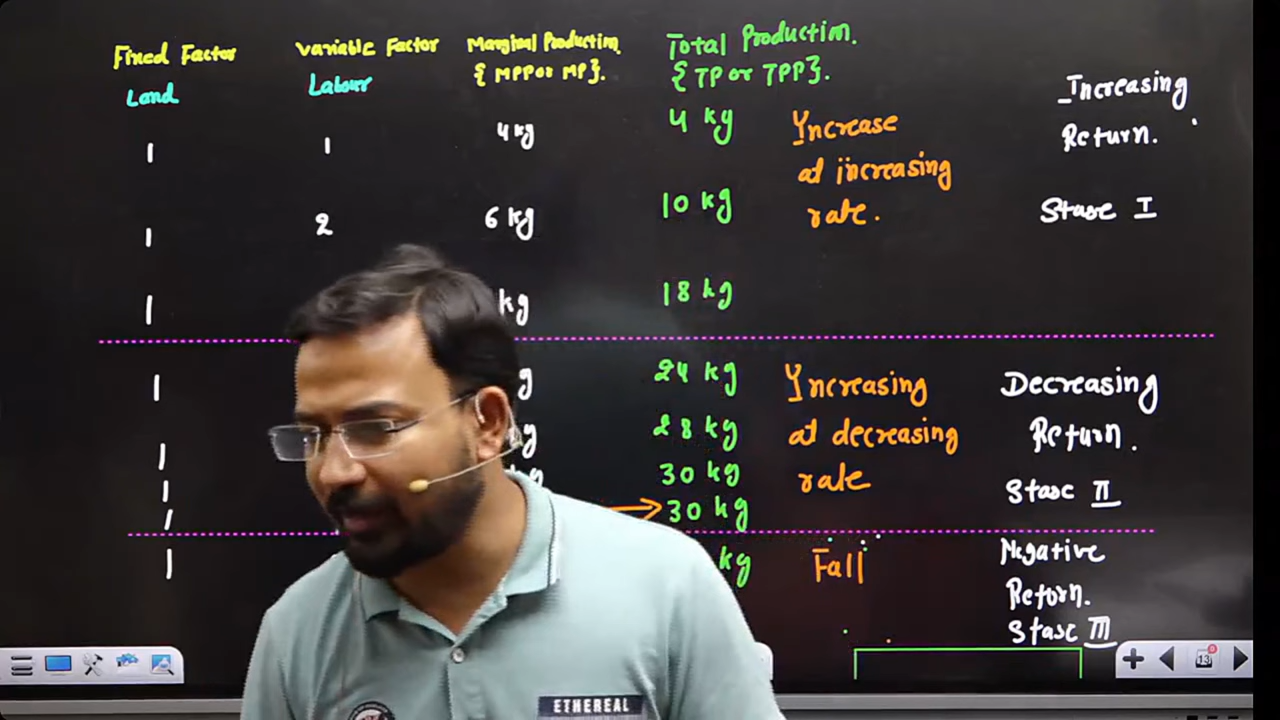 Fixed Factor Variable Factor Marginal Production Total Production.
Land Labour { MPP or MP}. { TP or TPP}.
1 1 4 kg 4 kg Increase Increasing
at increasing Return.
1 2 6 kg 10 kg rate. Stage I
1 kg 18 kg
1 24 kg Increasing Decreasing
1 28 kg at decreasing Return.
1 30 kg rate Stage II
1 30 kg
1 kg Fall Negative
Return.
Stage III
13
ETHEREAL